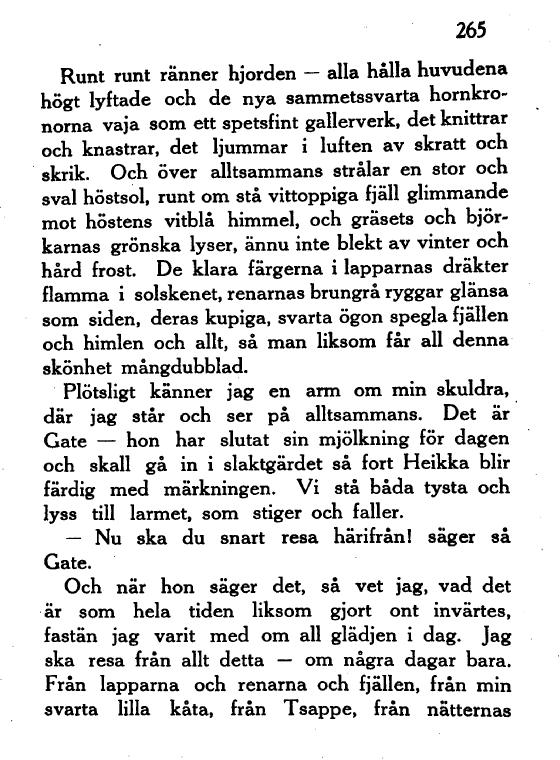 265
Runt runt ränner hjorden — alla hålla huvudena
högt lyftade och de nya sammetssvarta hornkro-
norna vaja som ett spetsfint gallerverk, det knittrar
och knastrar, det ljummar i luften av skratt och
skrik. Och över alltsammans strålar en stor och
sval höstsol, runt om stå vittoppiga fjäll glimmande
mot höstens vitblå himmel, och gräsets och björ-
karnas grönska lyser, ännu inte blekt av vinter och
hård frost. De klara färgerna i lapparnas dräkter
flamma i solskenet, renarnas brungrå ryggar glänsa
som siden, deras kupiga, svarta ögon spegla fjällen
och himlen och allt, så man liksom får all denna
skönhet mångdubblad.
Plötsligt känner jag en arm om min skuldra,
där jag står och ser på alltsammans. Det är
Gate — hon har slutat sin mjölkning för dagen
och skall gå in i slaktgärdet så fort Heikka blir
färdig med märkningen. Vi stå båda tysta och
lyss till larmet, som stiger och faller.
— Nu ska du snart resa härifrån! säger så
Gate.
Och när hon säger det, så vet jag, vad det
är som hela tiden liksom gjort ont invärtes,
fastän jag varit med om all glädjen i dag. Jag
ska resa från allt detta — om några dagar bara.
Från lapparna och renarna och fjällen, från min
svarta lilla kåta, från Tsappe, från nätternas